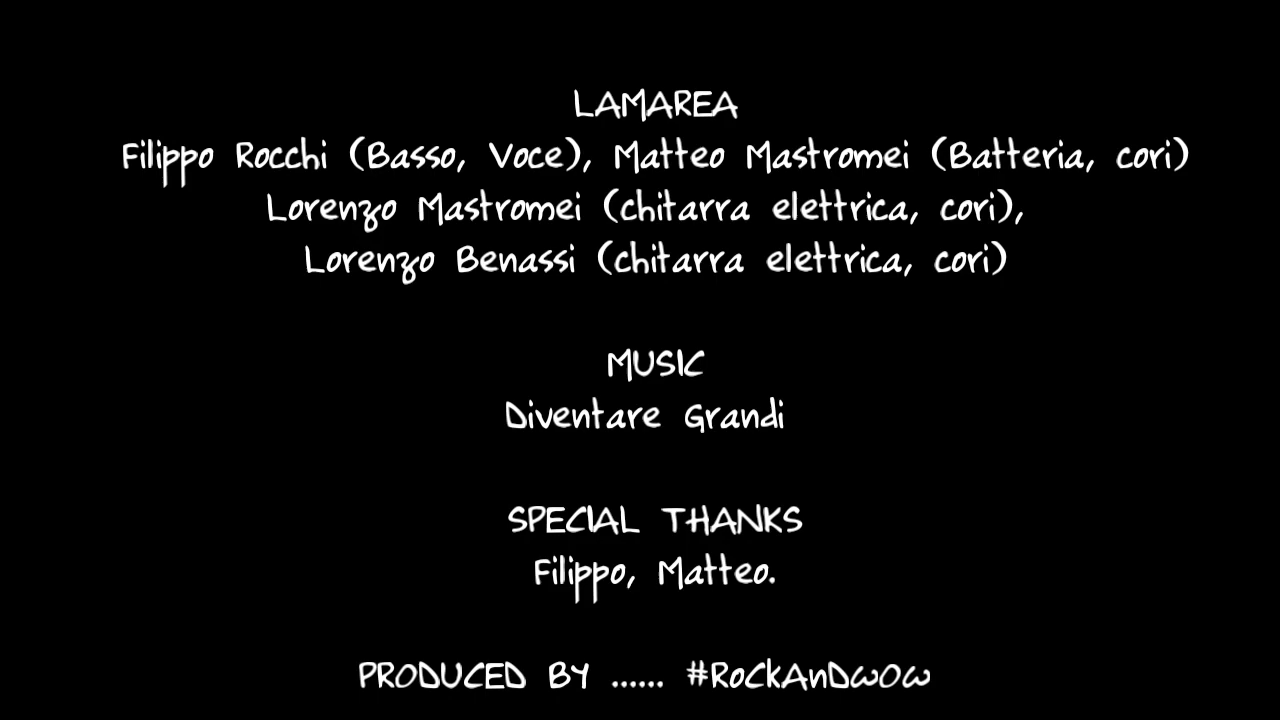 LAMAREA
Filippo Rocchi (Basso, Voce), Matteo Mastromei (Batteria, cori)
Lorenzo Mastromei (chitarra elettrica, cori),
Lorenzo Benassi (chitarra elettrica, cori)
MUSIC
Diventare Grandi
SPECIAL THANKS
Filippo, Matteo.
PRODUCED BY ...... #RoCkAnDwOw